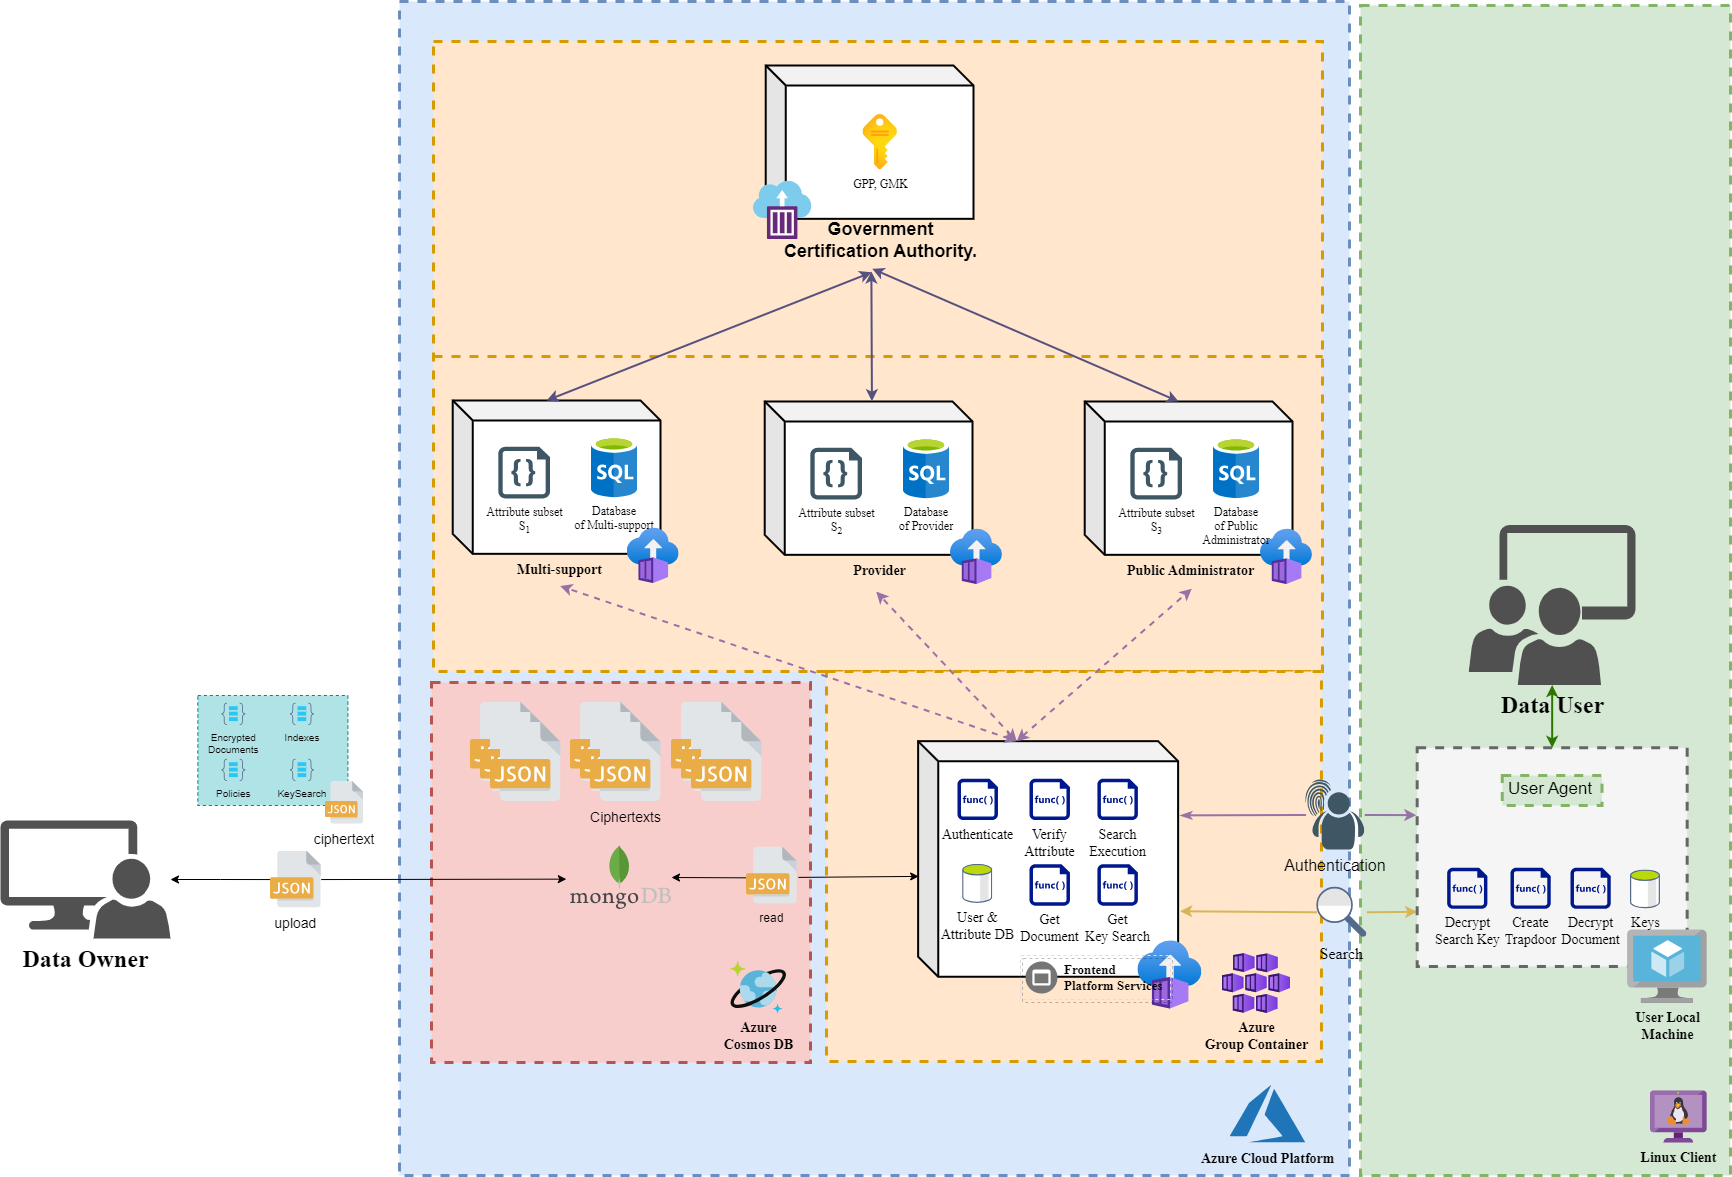 GPP, GMK
Government
Certification Authority.
{}
SQL
Attribute subset
S1
Database
of Multi-support
Multi-support
{}
SQL
Attribute subset
S2
Database
of Provider
Provider
{}
SQL
Attribute subset
S3
Database
of Public
Administrator
Public Administrator
Encrypted
Documents
Indexes
Policies
KeySearch
JSON
ciphertext
JSON
upload
Data Owner
JSON
JSON
JSON
Ciphertexts
mongoDB
JSON
read
Azure
Cosmos DB
func()
Authenticate
func()
Verify
Attribute
func()
Search
Execution
User &
Attribute DB
func()
Get
Document
func()
Get
Key Search
Frontend
Platform Services
Azure
Group Container
Azure Cloud Platform
Authentication
Search
Data User
User Agent
func()
Decrypt
Search Key
func()
Create
Trapdoor
func()
Decrypt
Document
Keys
User Local
Machine
Linux Client